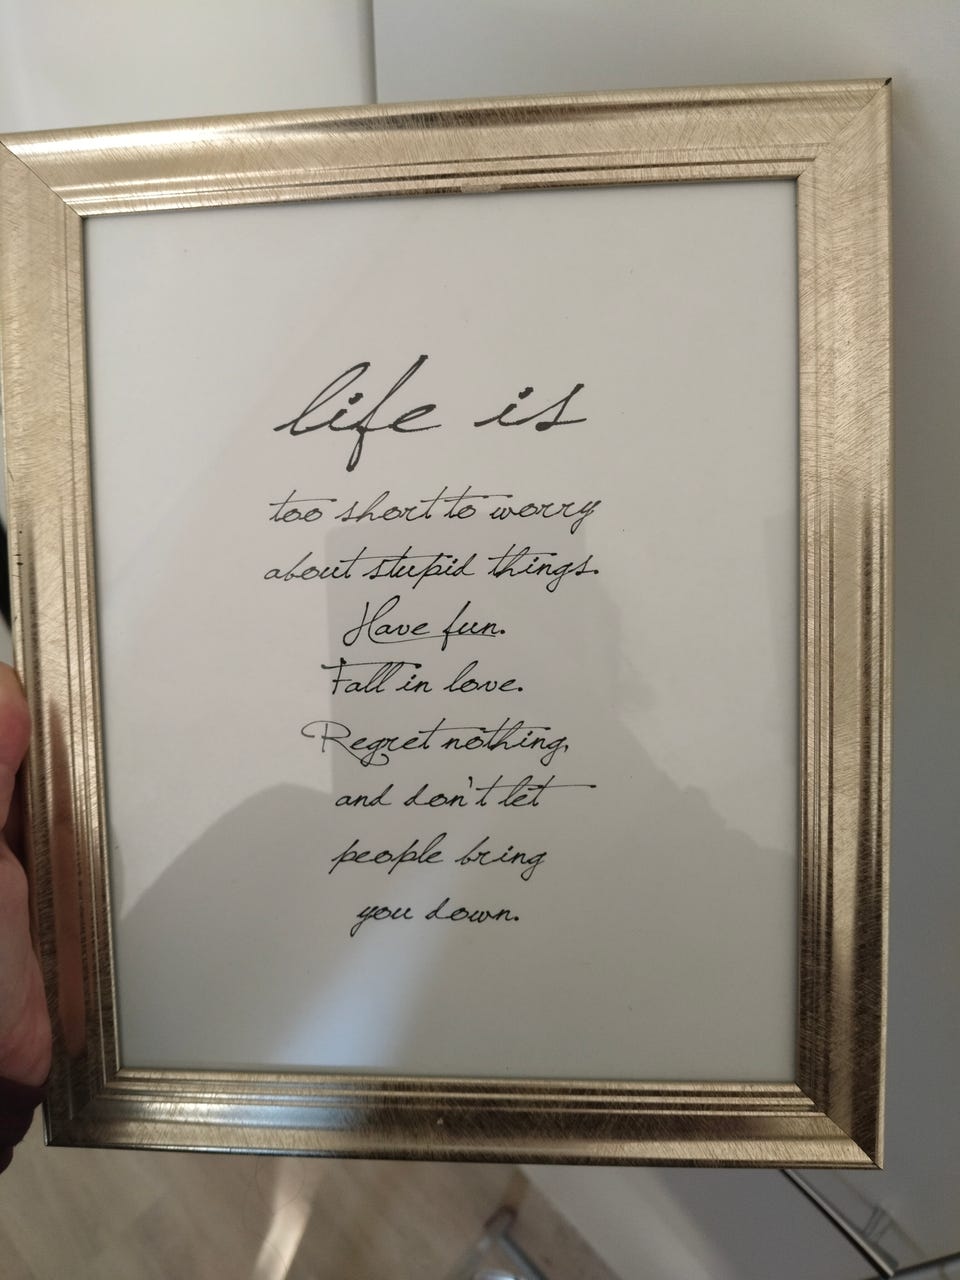 life is
too short to worry
about stupid things.
Have fun.
Fall in love.
Regret nothing,
and don't let
people bring
you down.